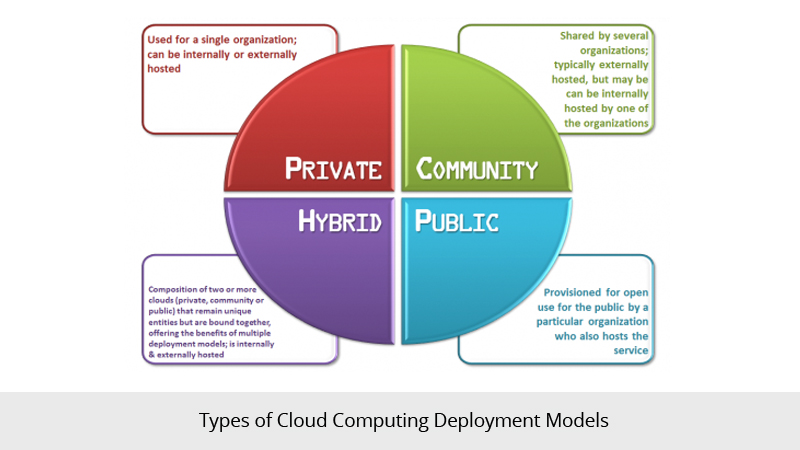 Used for a single organization;
can be internally or externally
hosted
Shared by several
organizations;
typically externally
hosted, but may be
can be internally
hosted by one of
the organizations
PRIVATE
COMMUNITY
HYBRID
PUBLIC
Composition of two or more
clouds (private, community or
public) that remain unique
entities but are bound together,
offering the benefits of multiple
deployment models; is internally
& externally hosted
Provisioned for open
use for the public by a
particular organization
who also hosts the
service
Types of Cloud Computing Deployment Models